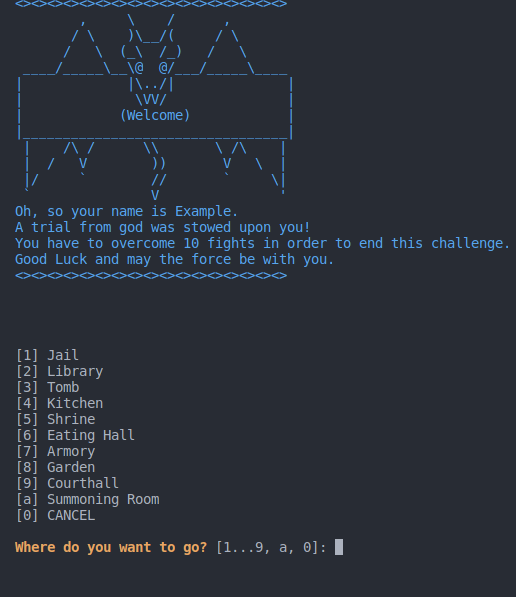 (Welcome)
Oh, so your name is Example.
A trial from god was stowed upon you!
You have to overcome 10 fights in order to end this challenge.
Good Luck and may the force be with you.
[1] Jail
[2] Library
[3] Tomb
[4] Kitchen
[5] Shrine
[6] Eating Hall
[7] Armory
[8] Garden
[9] Courthall
[a] Summoning Room
[0] CANCEL
Where do you want to go? [1...9, a, 0]: